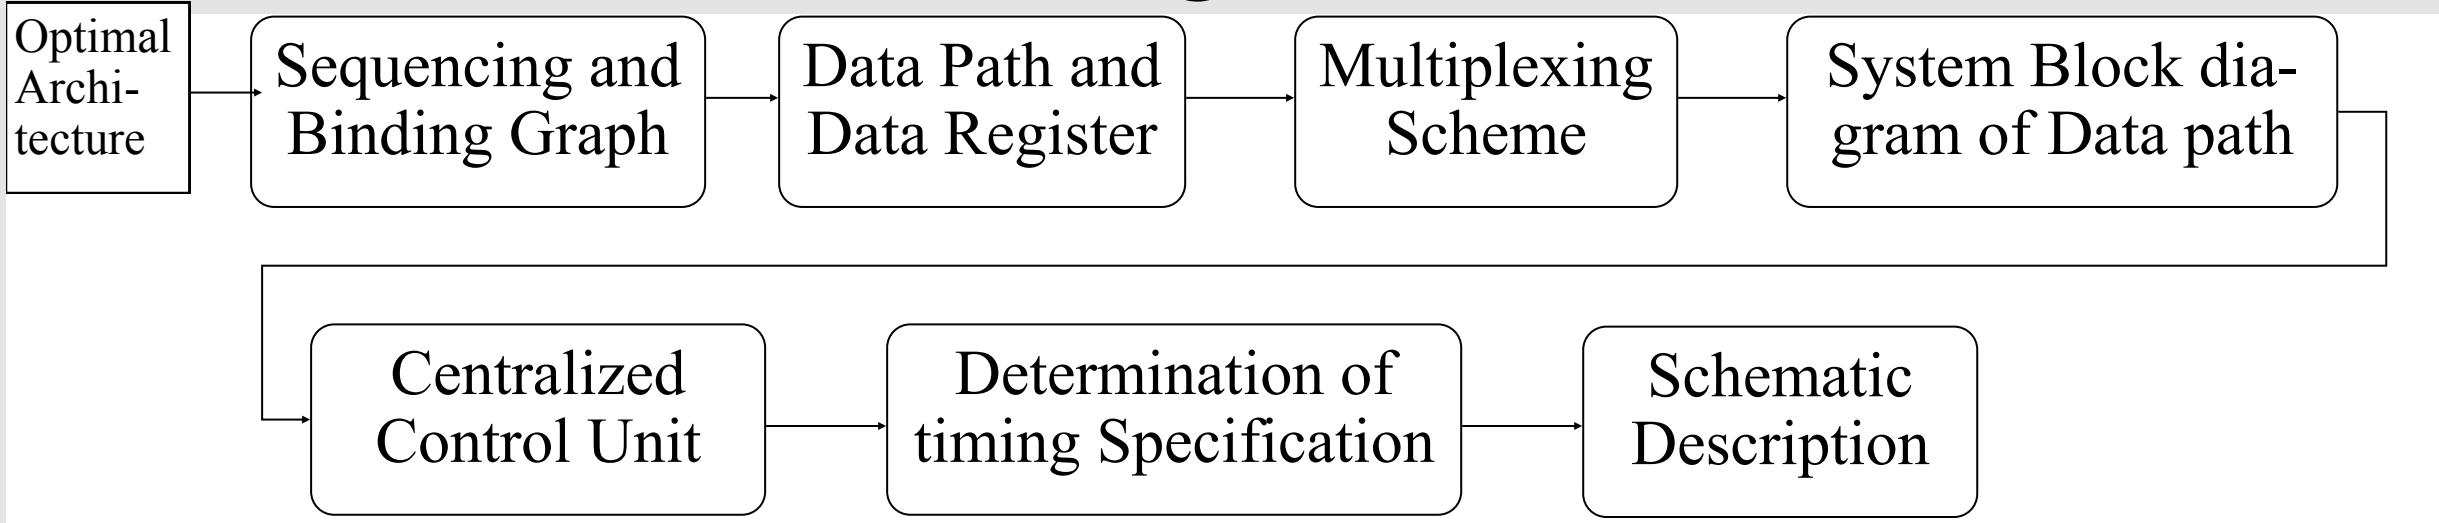 Optimal
Archi-
tecture
Sequencing and
Binding Graph
Data Path and
Data Register
Multiplexing
Scheme
System Block dia-
gram of Data path
Centralized
Control Unit
Determination of
timing Specification
Schematic
Description